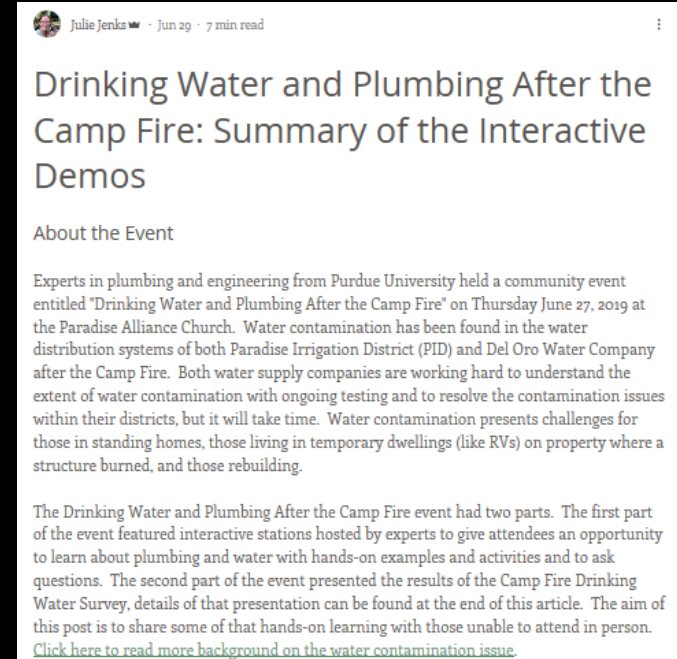 Julie Jenks · Jun 29 · 7 min read
Drinking Water and Plumbing After the
Camp Fire: Summary of the Interactive
Demos
About the Event
Experts in plumbing and engineering from Purdue University held a community event
entitled "Drinking Water and Plumbing After the Camp Fire" on Thursday June 27, 2019 at
the Paradise Alliance Church.  Water contamination has been found in the water
distribution systems of both Paradise Irrigation District (PID) and Del Oro Water Company
after the Camp Fire.  Both water supply companies are working hard to understand the
extent of water contamination with ongoing testing and to resolve the contamination issues
within their districts, but it will take time.  Water contamination presents challenges for
those in standing homes, those living in temporary dwellings (like RVs) on property where a
structure burned, and those rebuilding.
The Drinking Water and Plumbing After the Camp Fire event had two parts.  The first part
of the event featured interactive stations hosted by experts to give attendees an opportunity
to learn about plumbing and water with hands-on examples and activities and to ask
questions.  The second part of the event presented the results of the Camp Fire Drinking
Water Survey, details of that presentation can be found at the end of this article.  The aim of
this post is to share some of that hands-on learning with those unable to attend in person.
Click here to read more background on the water contamination issue.